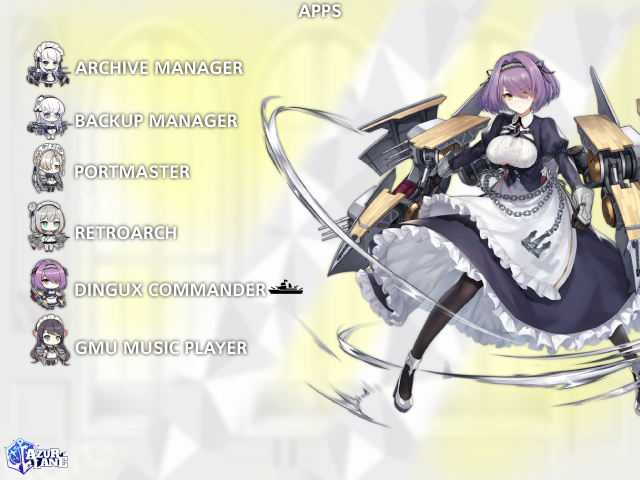 APPS
ARCHIVE MANAGER
BACKUP MANAGER
PORTMASTER
RETROARCH
DINGUX COMMANDER
GMU MUSIC PLAYER
AZUR
LANE